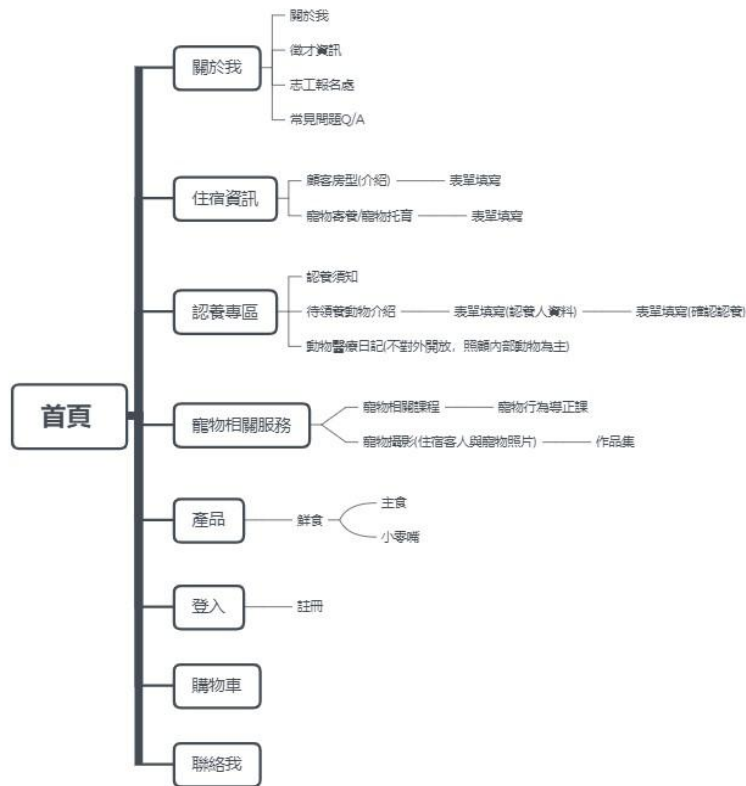 首頁
關於我
關於我
徵才資訊
志工報名處
常見問題Q/A
住宿資訊
顧客房型(介紹)
表單填寫
寵物寄養/寵物托育
表單填寫
認養專區
認養須知
待領養動物介紹
表單填寫(認養人資料)
表單填寫(確認認養)
動物醫療日記(不對外開放，照顧內部動物為主)
寵物相關服務
寵物相關課程
寵物行為導正課
寵物攝影(住宿客人與寵物照片)
作品集
產品
鮮食
主食
小零嘴
登入
註冊
購物車
聯絡我